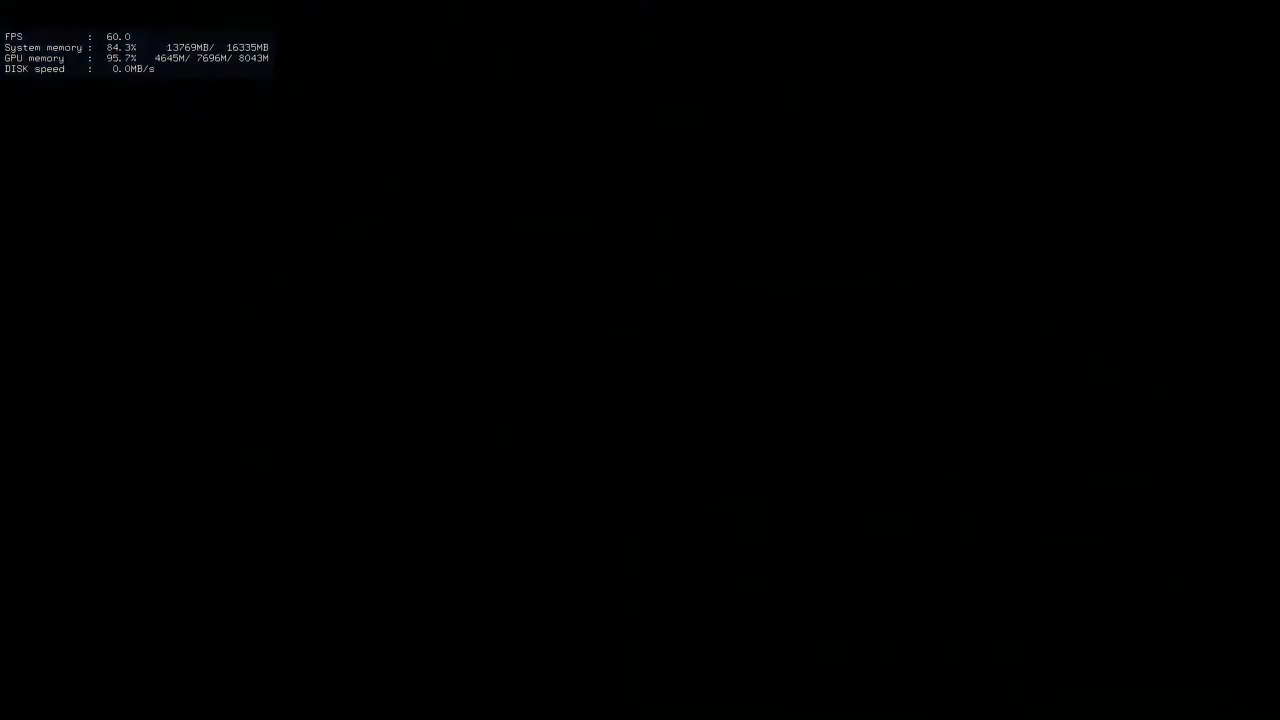 FPS : 60.0
System memory : 84.3% 13769MB/ 16335MB
GPU memory : 95.7% 4645M/ 7696M/ 8043M
DISK speed : 0.0MB/s